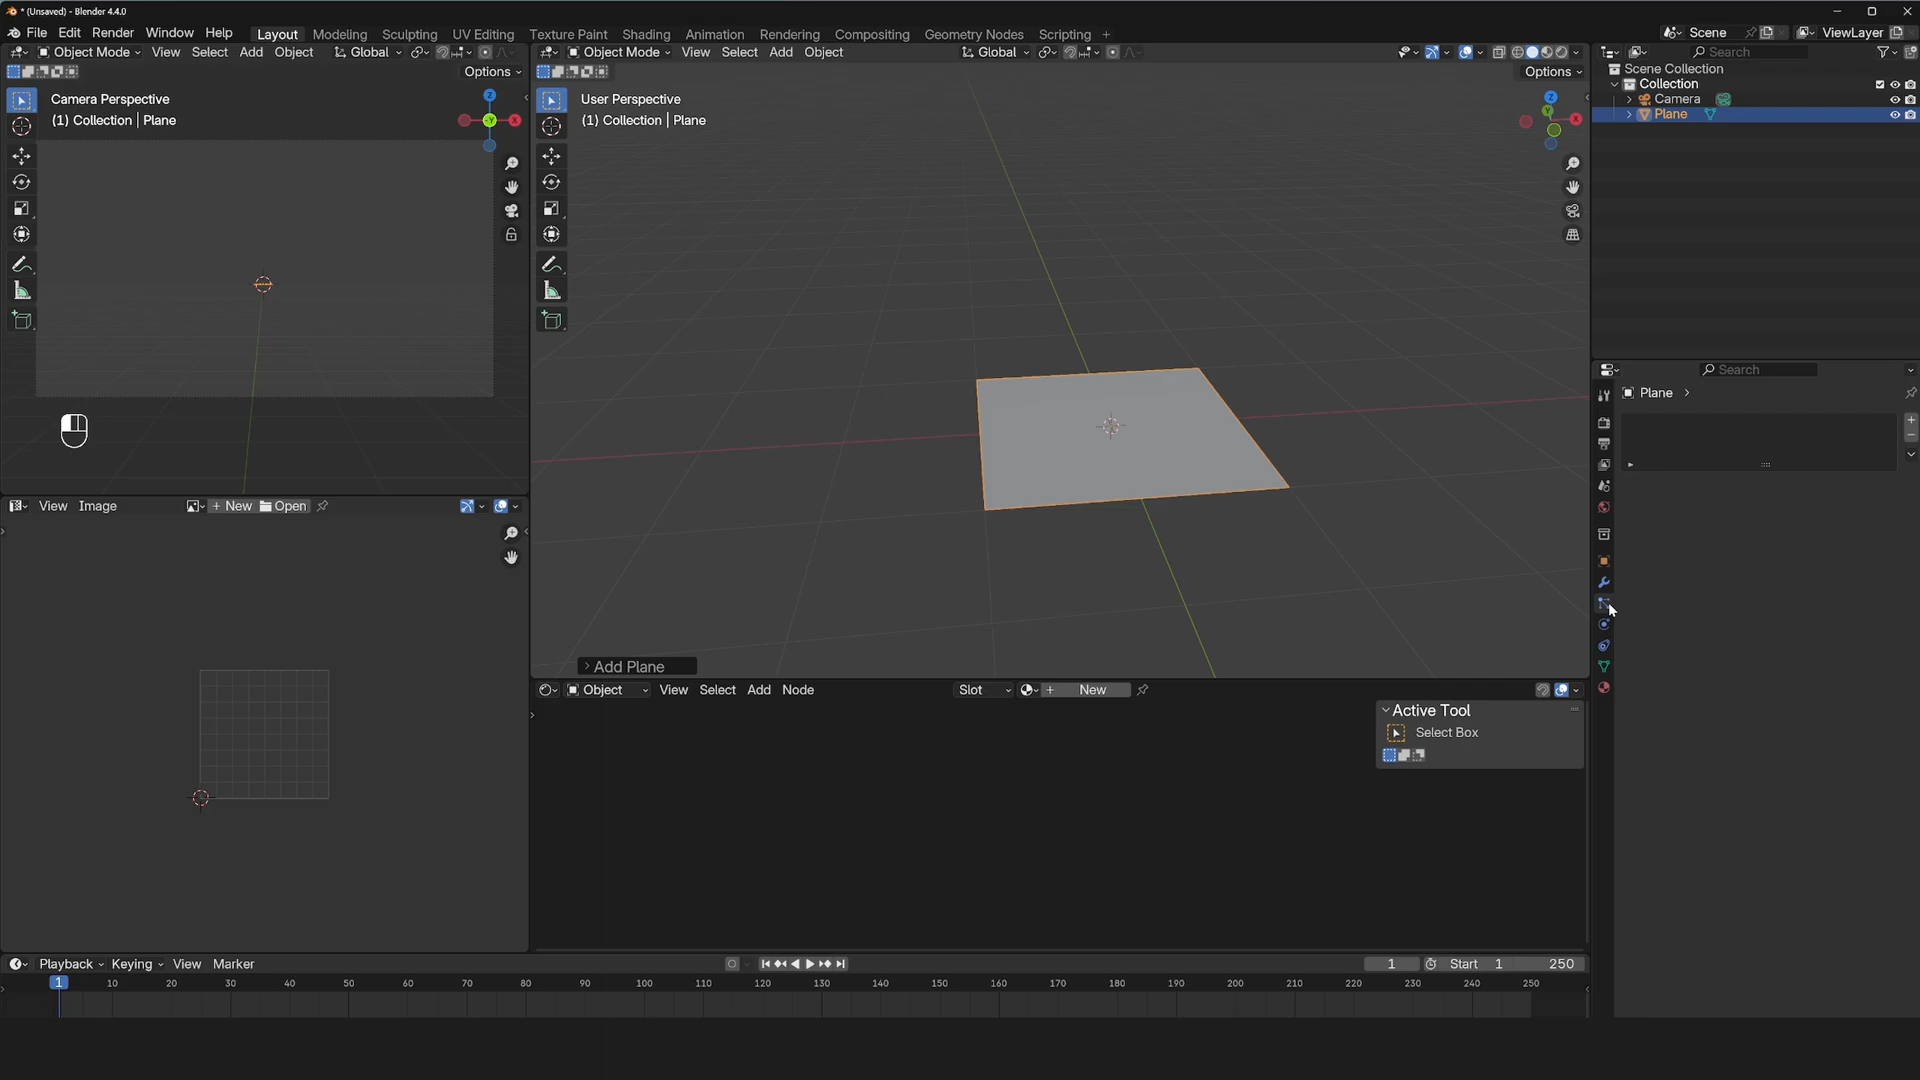 * (Unsaved) - Blender 4.4.0
File Edit Render Window Help Layout Modeling Sculpting UV Editing Texture Paint Shading Animation Rendering Compositing Geometry Nodes Scripting + Scene ViewLayer
Object Mode View Select Add Object Global
Options
Camera Perspective
(1) Collection | Plane
Z
-Y
X
Object Mode View Select Add Object Global
Options
User Perspective
(1) Collection | Plane
Z
Y
X
> Add Plane
Search
Scene Collection
Collection
Camera
Plane
Search
Plane >
View Image + New Open
Object View Select Add Node Slot + New
Active Tool
Select Box
Playback Keying View Marker 1 Start 1 250
1 10 20 30 40 50 60 70 80 90 100 110 120 130 140 150 160 170 180 190 200 210 220 230 240 250